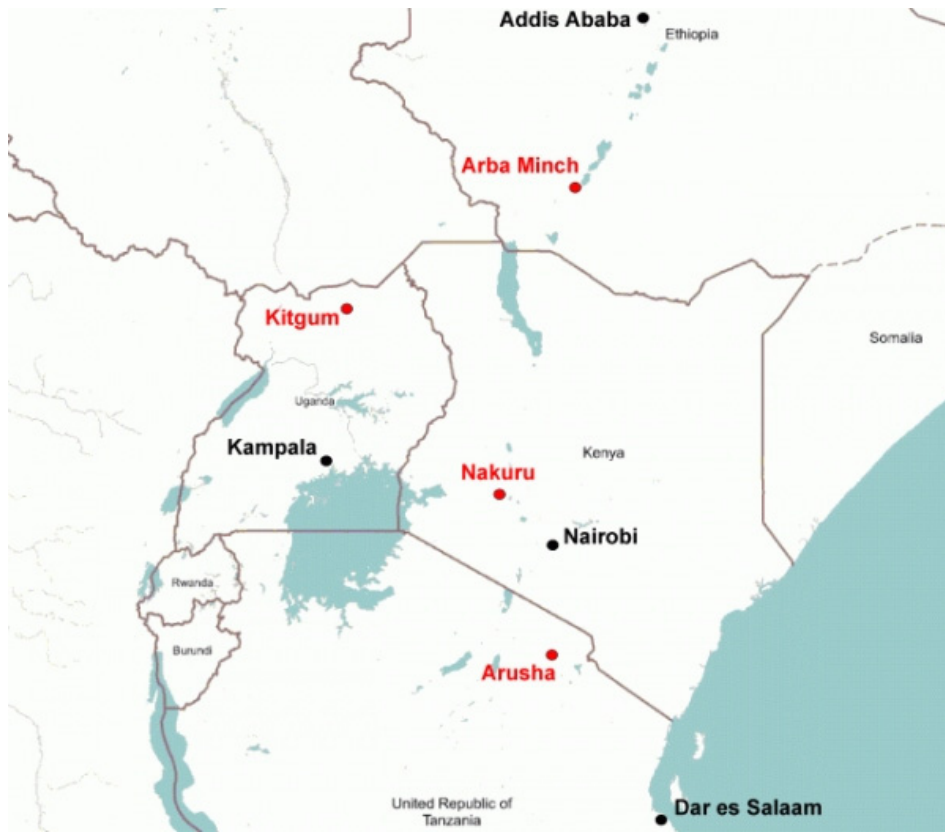 Addis Ababa
Ethiopia
Arba Minch
Kitgum
Somalia
Uganda
Kampala
Kenya
Nakuru
Nairobi
Rwanda
Burundi
Arusha
United Republic of
Tanzania
Dar es Salaam